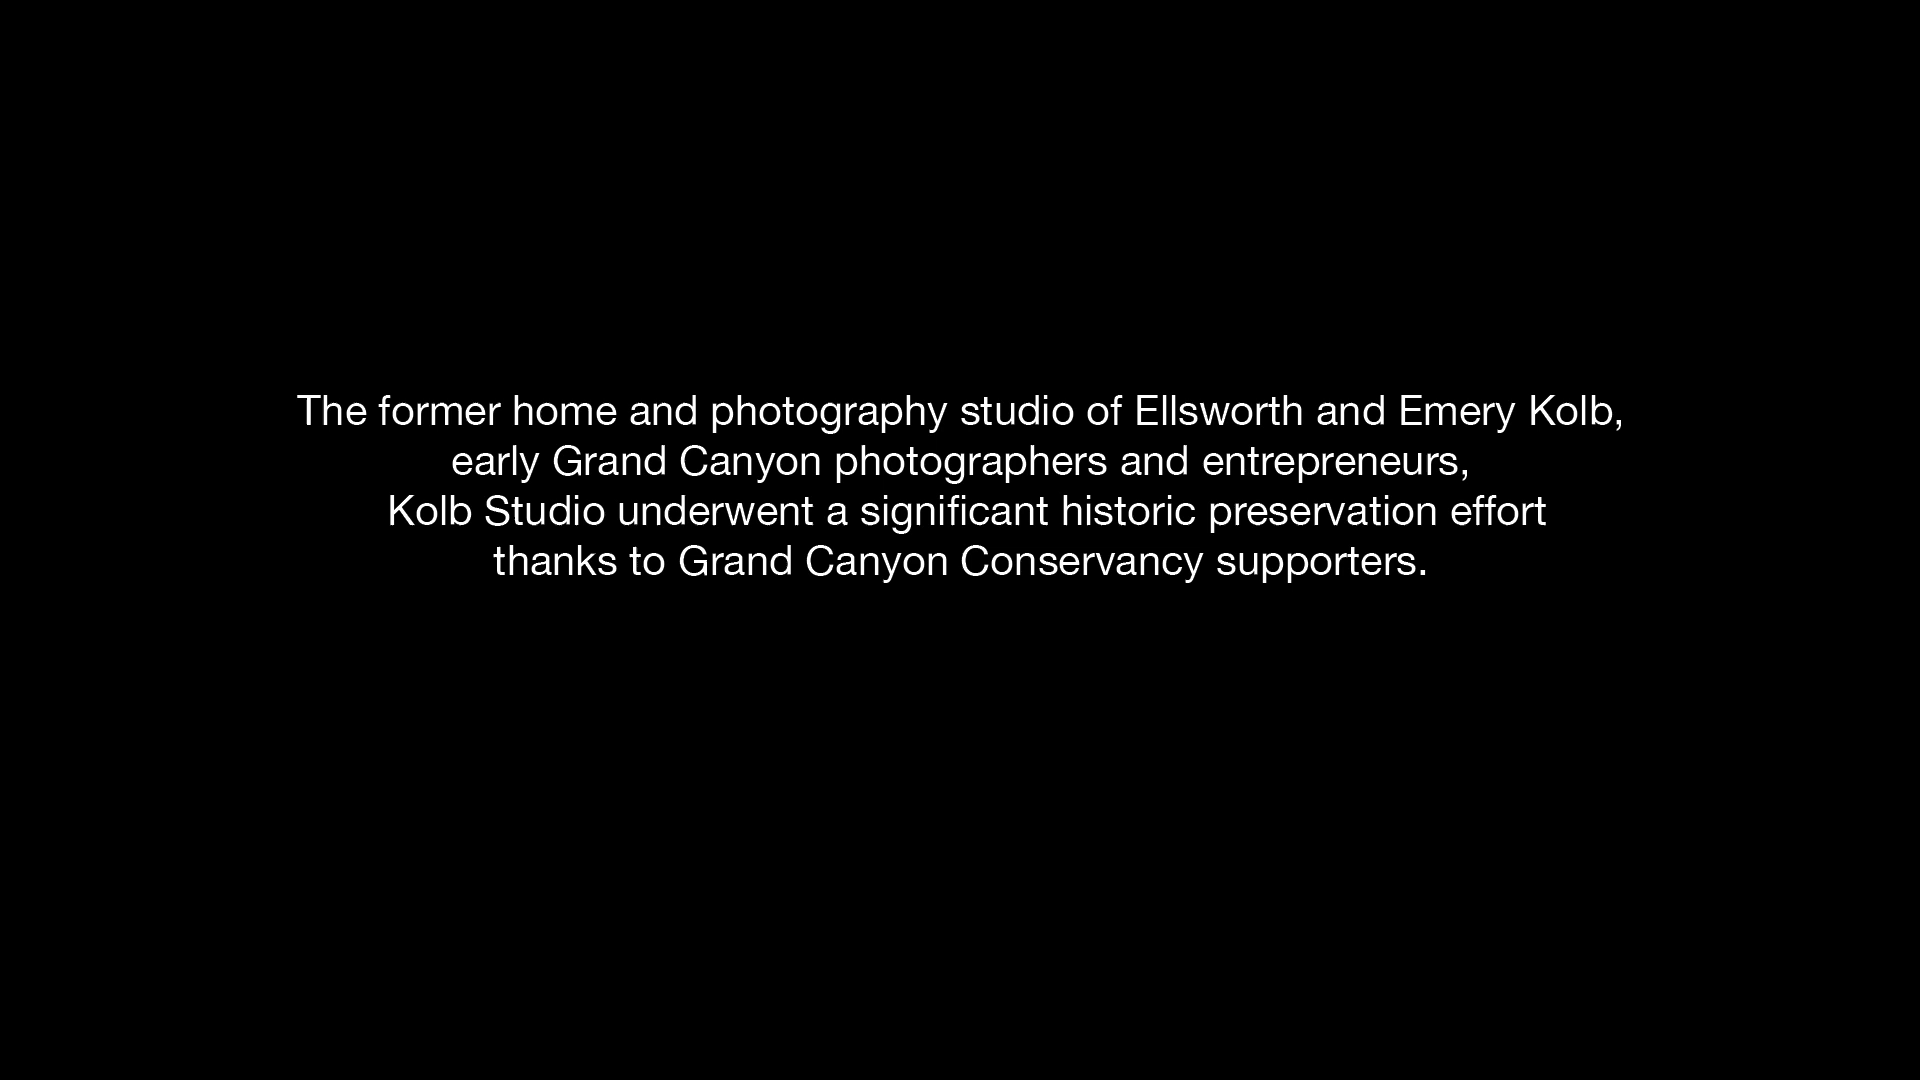 The former home and photography studio of Ellsworth and Emery Kolb,
early Grand Canyon photographers and entrepreneurs,
Kolb Studio underwent a significant historic preservation effort
thanks to Grand Canyon Conservancy supporters.